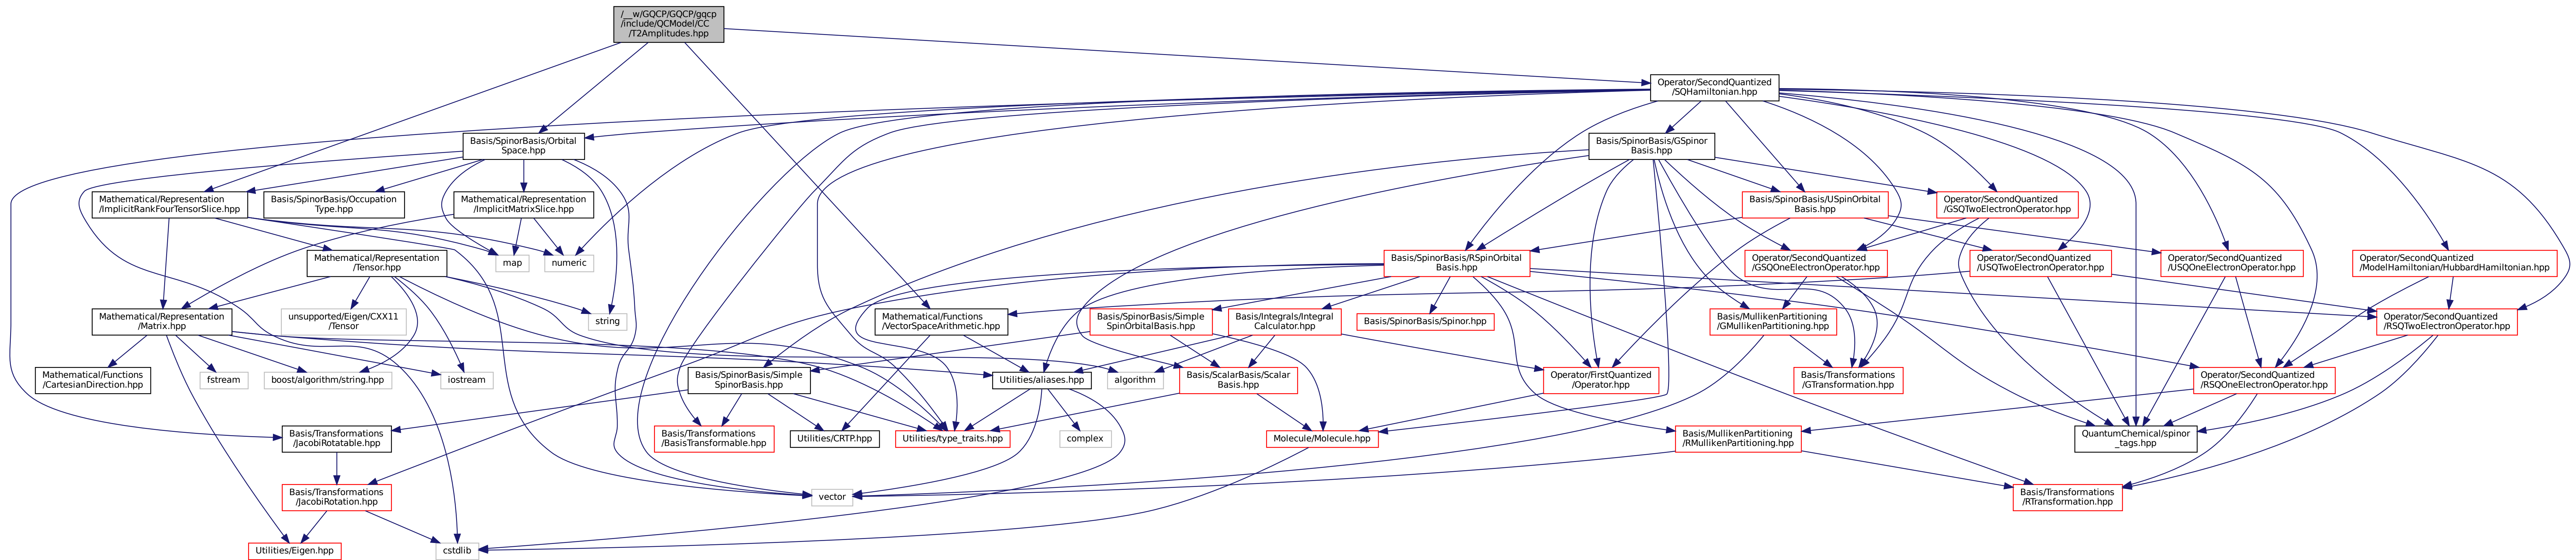 /__w/GQCP/GQCP/gqcp
/include/QCModel/CC
/T2Amplitudes.hpp
Operator/SecondQuantized
/SQHamiltonian.hpp
Basis/SpinorBasis/Orbital
Space.hpp
Basis/SpinorBasis/GSpinor
Basis.hpp
Mathematical/Representation
/ImplicitRankFourTensorSlice.hpp
Basis/SpinorBasis/Occupation
Type.hpp
Mathematical/Representation
/ImplicitMatrixSlice.hpp
Basis/SpinorBasis/USpinOrbital
Basis.hpp
Operator/SecondQuantized
/GSQTwoElectronOperator.hpp
Mathematical/Representation
/Tensor.hpp
map
numeric
Basis/SpinorBasis/RSpinOrbital
Basis.hpp
Operator/SecondQuantized
/GSQOneElectronOperator.hpp
Operator/SecondQuantized
/USQTwoElectronOperator.hpp
Operator/SecondQuantized
/USQOneElectronOperator.hpp
Operator/SecondQuantized
/ModelHamiltonian/HubbardHamiltonian.hpp
Mathematical/Representation
/Matrix.hpp
unsupported/Eigen/CXX11
/Tensor
string
Mathematical/Functions
/VectorSpaceArithmetic.hpp
Basis/SpinorBasis/Simple
SpinOrbitalBasis.hpp
Basis/Integrals/Integral
Calculator.hpp
Basis/SpinorBasis/Spinor.hpp
Basis/MullikenPartitioning
/GMullikenPartitioning.hpp
Operator/SecondQuantized
/RSQTwoElectronOperator.hpp
Mathematical/Functions
/CartesianDirection.hpp
fstream
boost/algorithm/string.hpp
iostream
Basis/SpinorBasis/Simple
SpinorBasis.hpp
Utilities/aliases.hpp
algorithm
Basis/ScalarBasis/Scalar
Basis.hpp
Operator/FirstQuantized
/Operator.hpp
Basis/Transformations
/GTransformation.hpp
Operator/SecondQuantized
/RSQOneElectronOperator.hpp
Basis/Transformations
/JacobiRotatable.hpp
Basis/Transformations
/BasisTransformable.hpp
Utilities/CRTP.hpp
Utilities/type_traits.hpp
complex
Molecule/Molecule.hpp
Basis/MullikenPartitioning
/RMullikenPartitioning.hpp
QuantumChemical/spinor
_tags.hpp
Basis/Transformations
/JacobiRotation.hpp
vector
Basis/Transformations
/RTransformation.hpp
Utilities/Eigen.hpp
cstdlib